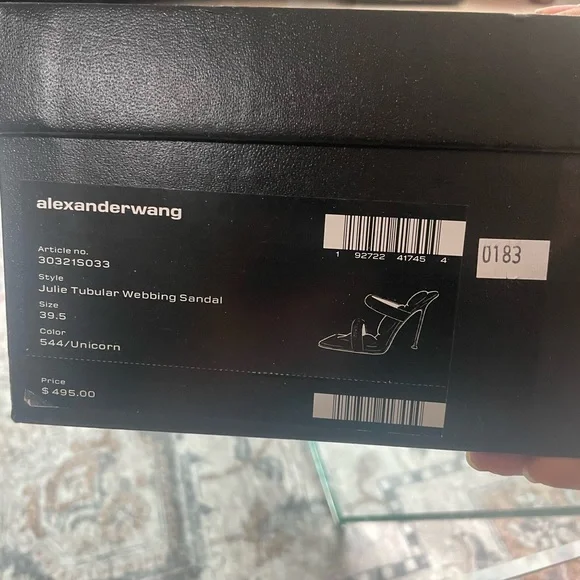 alexanderwang
Article no.
30321S033
Style
Julie Tubular Webbing Sandal
Size
39.5
Color
544/Unicorn
Price
$ 495.00
1 92722 41745 4
0183